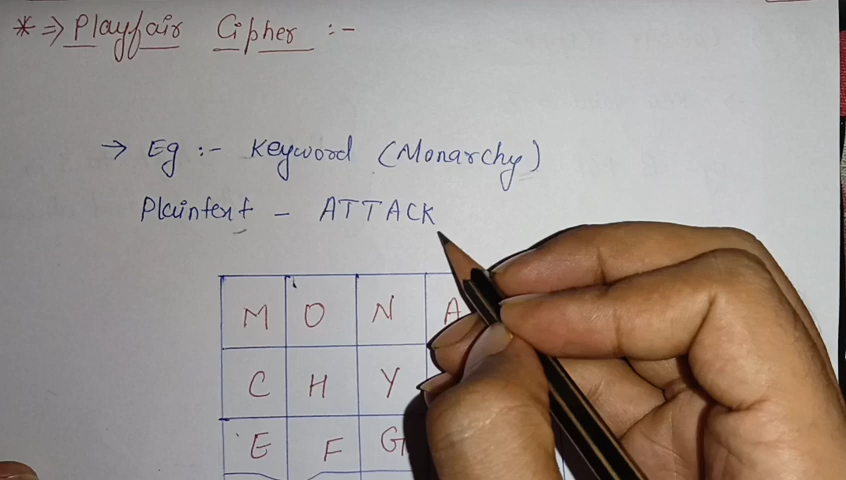 *⇒ Playfair Cipher :-
→ Eg :- Keyword (Monarchy)
Plaintext - ATTACK
M O N A
C H Y
E F G